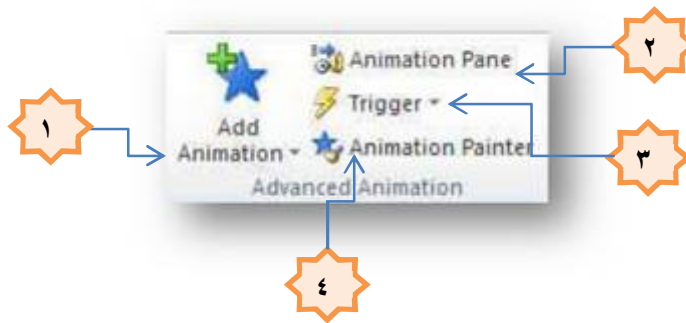 ٢
Animation Pane
Trigger
Add
Animation
١
Animation Painter
٣
Advanced Animation
٤